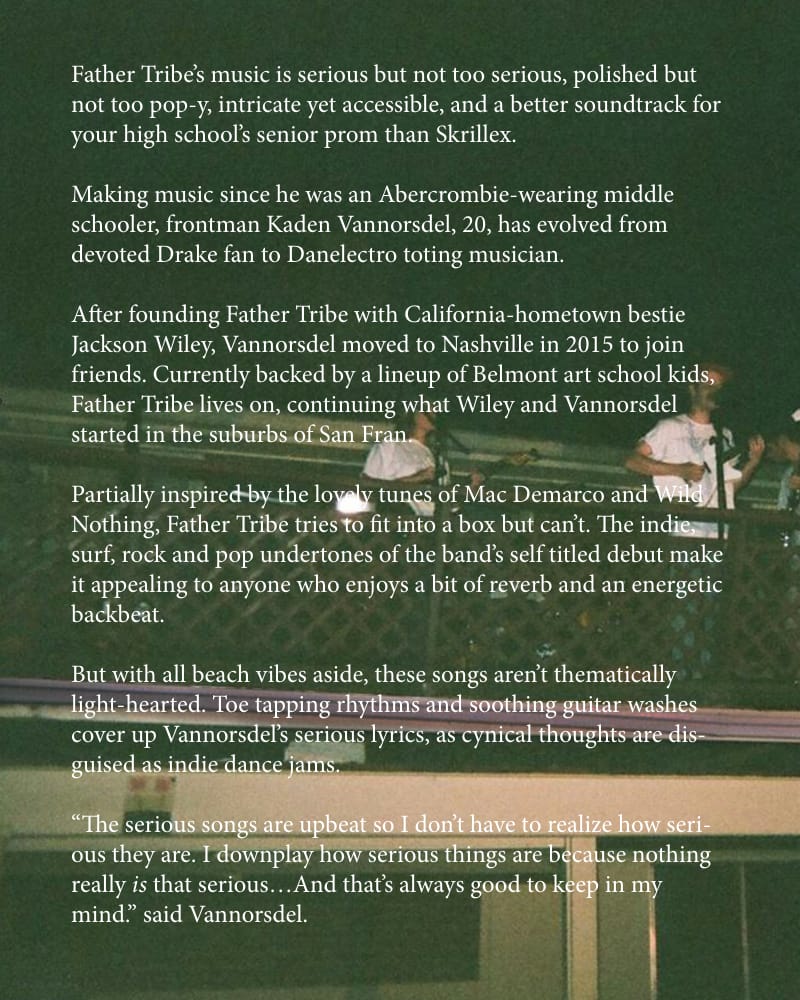 Father Tribe’s music is serious but not too serious, polished but
not too pop-y, intricate yet accessible, and a better soundtrack for
your high school’s senior prom than Skrillex.
Making music since he was an Abercrombie-wearing middle
schooler, frontman Kaden Vannorsdel, 20, has evolved from
devoted Drake fan to Danelectro toting musician.
After founding Father Tribe with California-hometown bestie
Jackson Wiley, Vannorsdel moved to Nashville in 2015 to join
friends. Currently backed by a lineup of Belmont art school kids,
Father Tribe lives on, continuing what Wiley and Vannorsdel
started in the suburbs of San Fran.
Partially inspired by the lovely tunes of Mac Demarco and Wild
Nothing, Father Tribe tries to fit into a box but can’t. The indie,
surf, rock and pop undertones of the band’s self titled debut make
it appealing to anyone who enjoys a bit of reverb and an energetic
backbeat.
But with all beach vibes aside, these songs aren’t thematically
light-hearted. Toe tapping rhythms and soothing guitar washes
cover up Vannorsdel’s serious lyrics, as cynical thoughts are dis-
guised as indie dance jams.
“The serious songs are upbeat so I don’t have to realize how seri-
ous they are. I downplay how serious things are because nothing
really is that serious…And that’s always good to keep in my
mind.” said Vannorsdel.